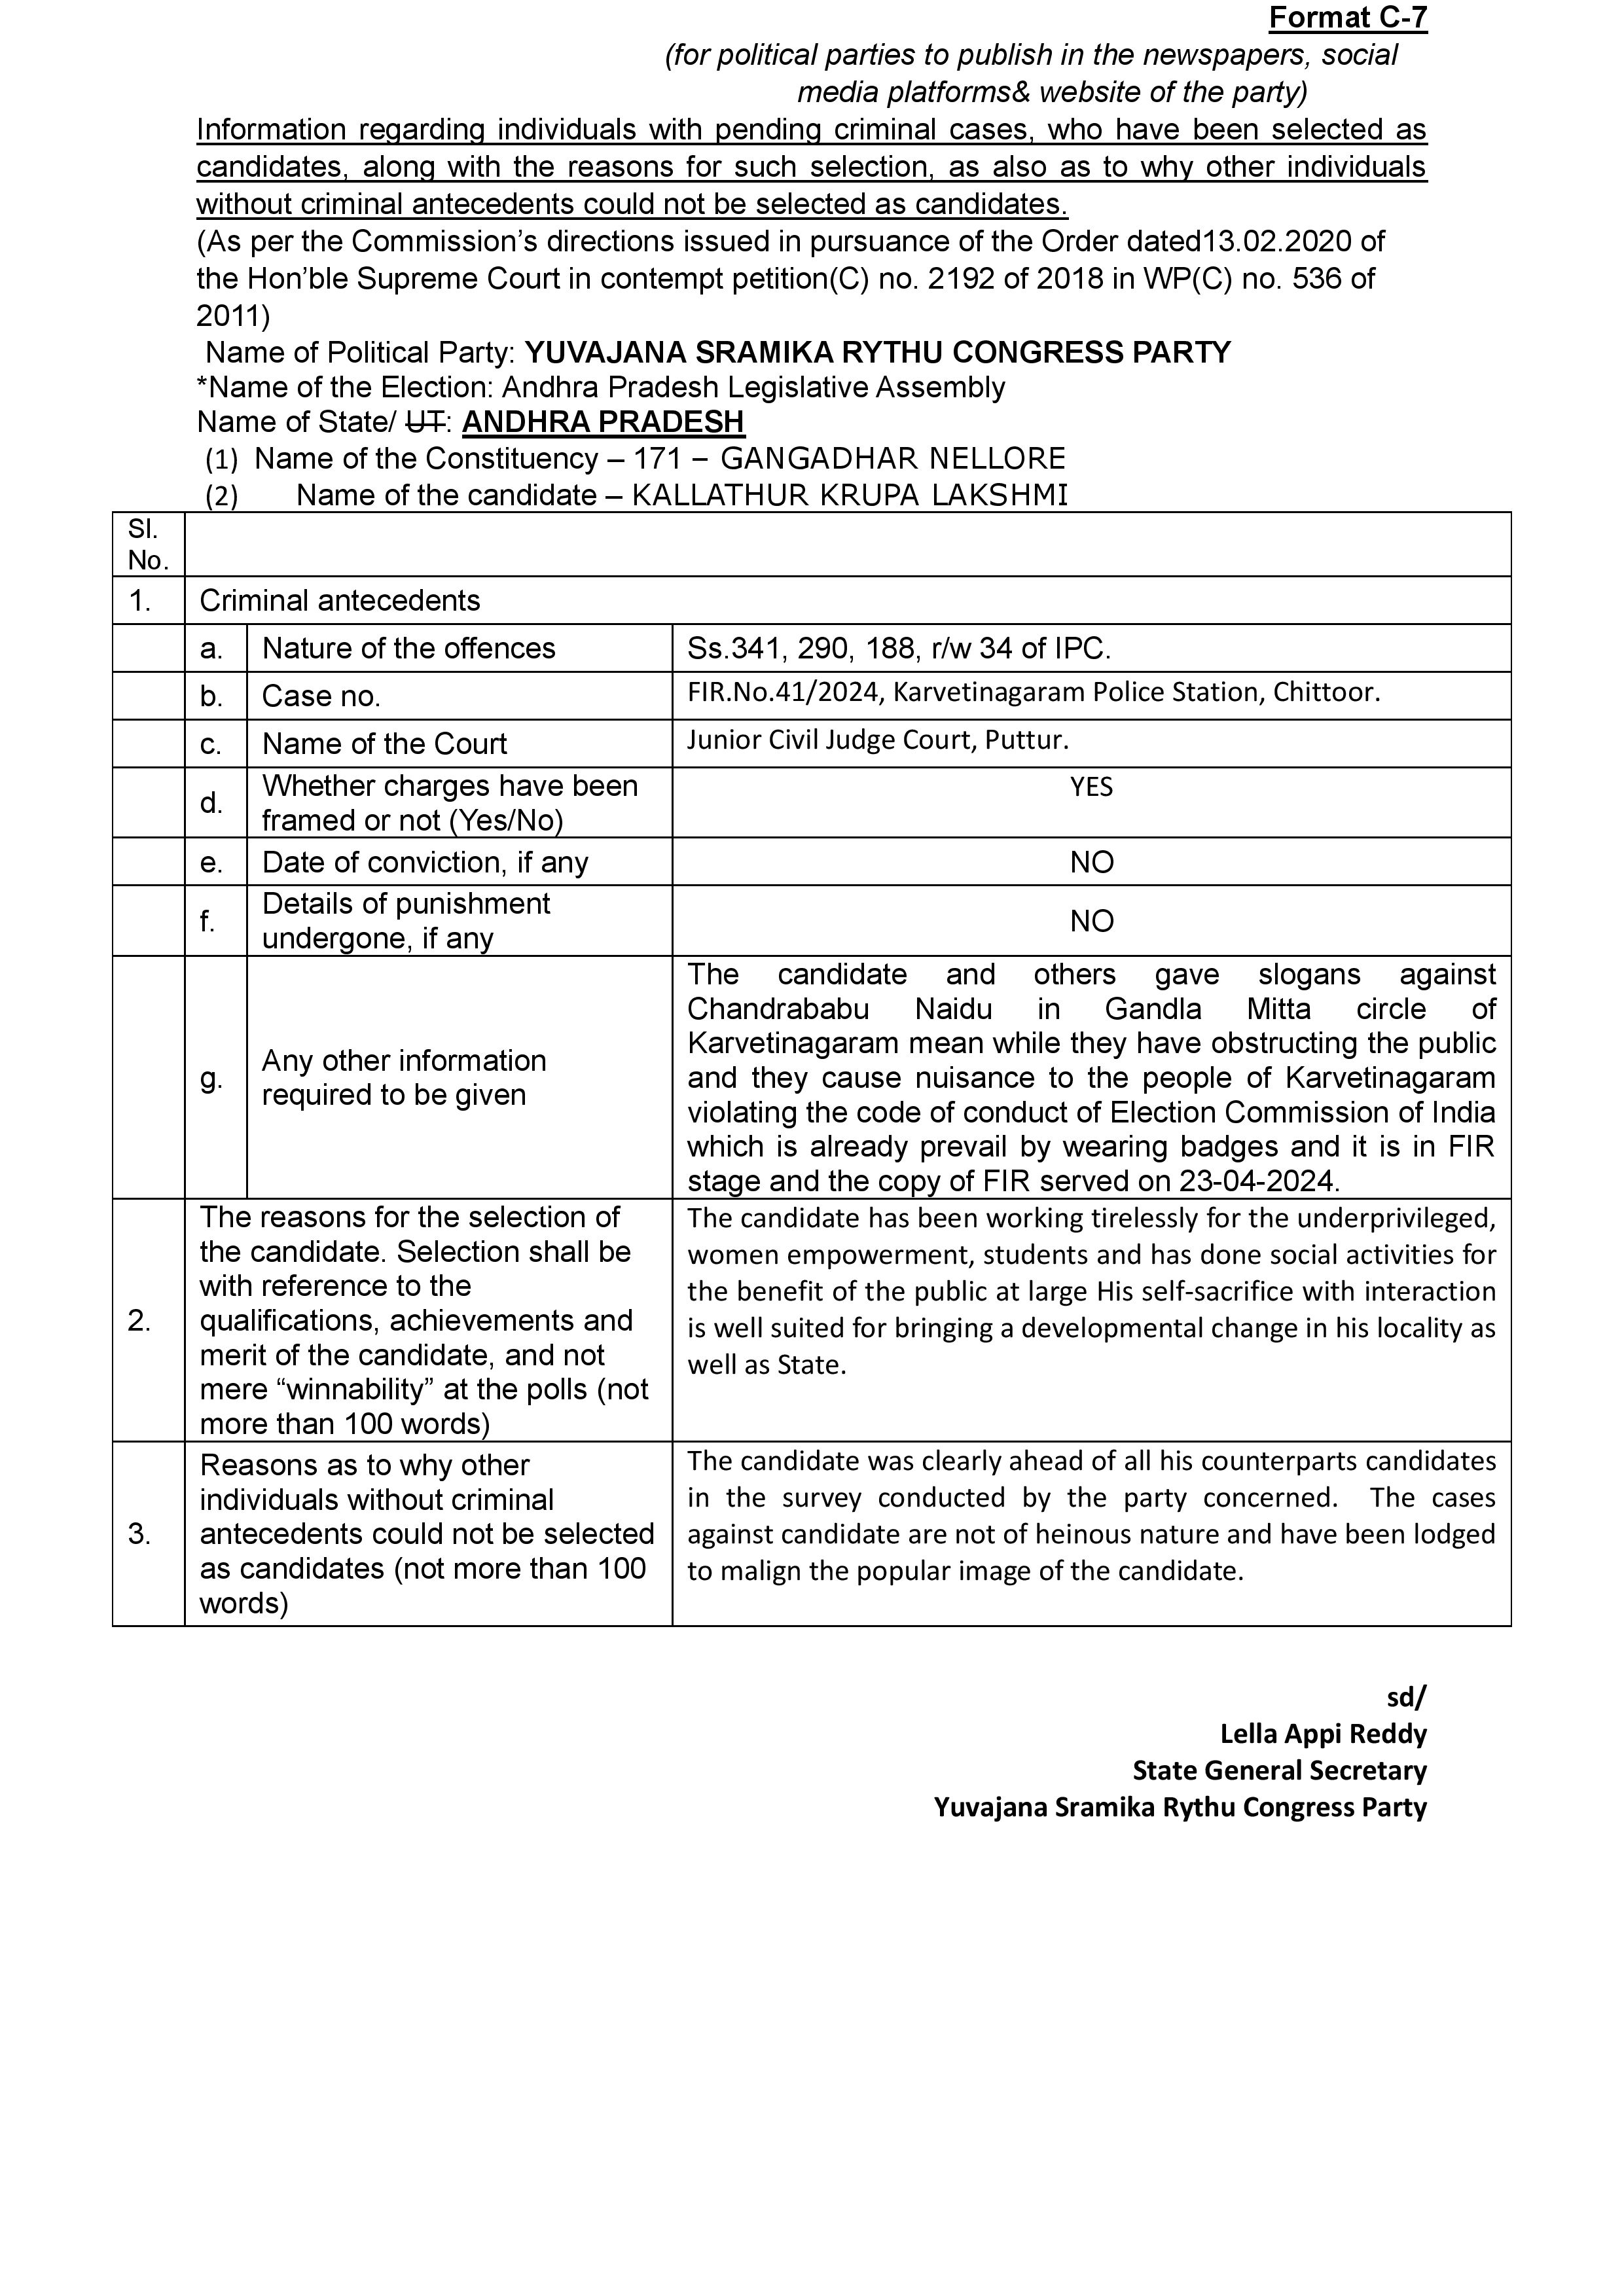 Format C-7
(for political parties to publish in the newspapers, social
media platforms& website of the party)
Information regarding individuals with pending criminal cases, who have been selected as
candidates, along with the reasons for such selection, as also as to why other individuals
without criminal antecedents could not be selected as candidates.
(As per the Commission’s directions issued in pursuance of the Order dated13.02.2020 of
the Hon’ble Supreme Court in contempt petition(C) no. 2192 of 2018 in WP(C) no. 536 of
2011)
Name of Political Party: YUVAJANA SRAMIKA RYTHU CONGRESS PARTY
*Name of the Election: Andhra Pradesh Legislative Assembly
Name of State/ UT: ANDHRA PRADESH
(1) Name of the Constituency – 171 – GANGADHAR NELLORE
(2) Name of the candidate – KALLATHUR KRUPA LAKSHMI
Sl.
No.
1. Criminal antecedents
a. Nature of the offences Ss.341, 290, 188, r/w 34 of IPC.
b. Case no. FIR.No.41/2024, Karvetinagaram Police Station, Chittoor.
c. Name of the Court Junior Civil Judge Court, Puttur.
d. Whether charges have been
framed or not (Yes/No)
YES
e. Date of conviction, if any NO
f. Details of punishment
undergone, if any
NO
g. Any other information
required to be given
The candidate and others gave slogans against
Chandrababu Naidu in Gandla Mitta circle of
Karvetinagaram mean while they have obstructing the public
and they cause nuisance to the people of Karvetinagaram
violating the code of conduct of Election Commission of India
which is already prevail by wearing badges and it is in FIR
stage and the copy of FIR served on 23-04-2024.
2. The reasons for the selection of
the candidate. Selection shall be
with reference to the
qualifications, achievements and
merit of the candidate, and not
mere “winnability” at the polls (not
more than 100 words)
The candidate has been working tirelessly for the underprivileged,
women empowerment, students and has done social activities for
the benefit of the public at large His self-sacrifice with interaction
is well suited for bringing a developmental change in his locality as
well as State.
3. Reasons as to why other
individuals without criminal
antecedents could not be selected
as candidates (not more than 100
words)
The candidate was clearly ahead of all his counterparts candidates
in the survey conducted by the party concerned. The cases
against candidate are not of heinous nature and have been lodged
to malign the popular image of the candidate.
sd/
Lella Appi Reddy
State General Secretary
Yuvajana Sramika Rythu Congress Party